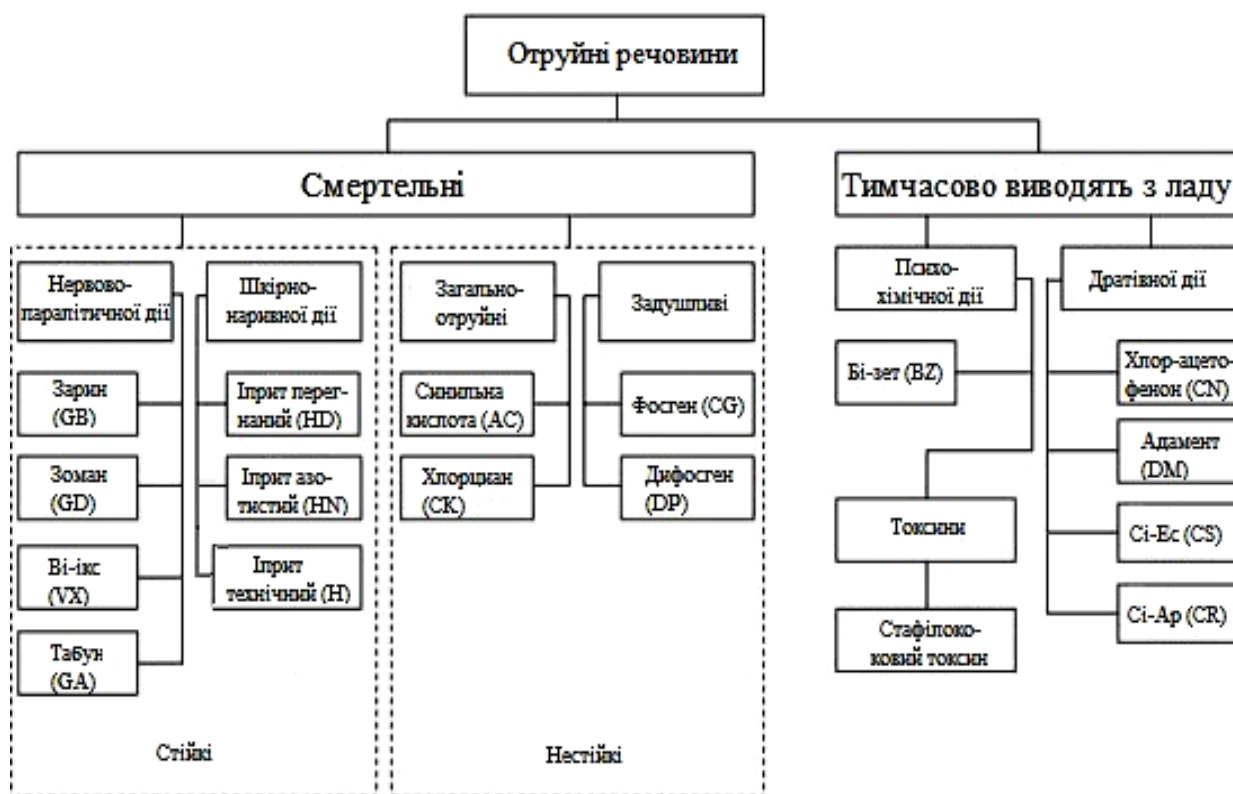 Отруйні речовини
Смертельні
Тимчасово виводять з ладу
Нервово-
паралітичної дії
Шкірно-
наривної дії
Загально-
отруйні
Задушливі
Психо-
хімічної дії
Дратівної дії
Зарин
(GB)
Іприт перег-
наний (HD)
Синильна
кислота (AC)
Фосген (CG)
Бі-зет (BZ)
Хлор-ацето-
фенон (CN)
Зоман
(GD)
Іприт азо-
тистий (HN)
Хлорциан
(CK)
Дифосген
(DP)
Адамент
(DM)
Токсини
Сі-Ес (CS)
Ві-ікс
(VX)
Іприт
технічний (H)
Стафілоко-
ковий токсин
Сі-Ар (CR)
Табун
(GA)
Стійкі
Нестійкі